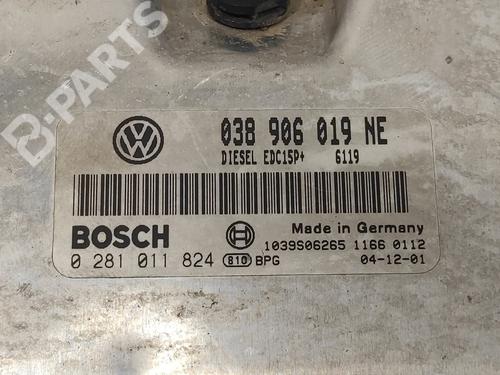 B-PARTS
038 906 019 NE
DIESEL EDC15P+ 6119
BOSCH
Made in Germany
1039S06265 1166 0112
0 281 011 824 810 BPG 04-12-01